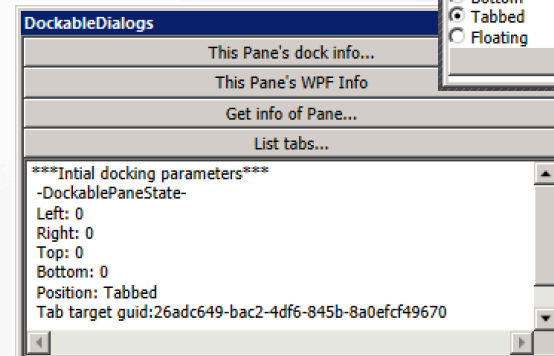 DockableDialogs
Bottom
Tabbed
Floating
This Pane's dock info...
This Pane's WPF Info
Get info of Pane...
List tabs...
***Intial docking parameters***
-DockablePaneState-
Left: 0
Right: 0
Top: 0
Bottom: 0
Position: Tabbed
Tab target guid:26adc649-bac2-4df6-845b-8a0efcf49670